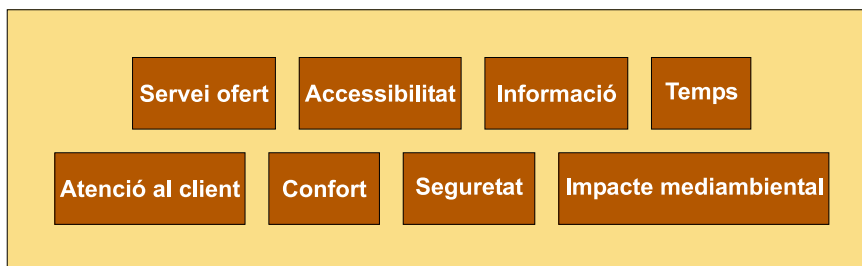 Servei ofert
Accessibilitat
Informació
Temps
Atenció al client
Confort
Seguretat
Impacte mediambiental